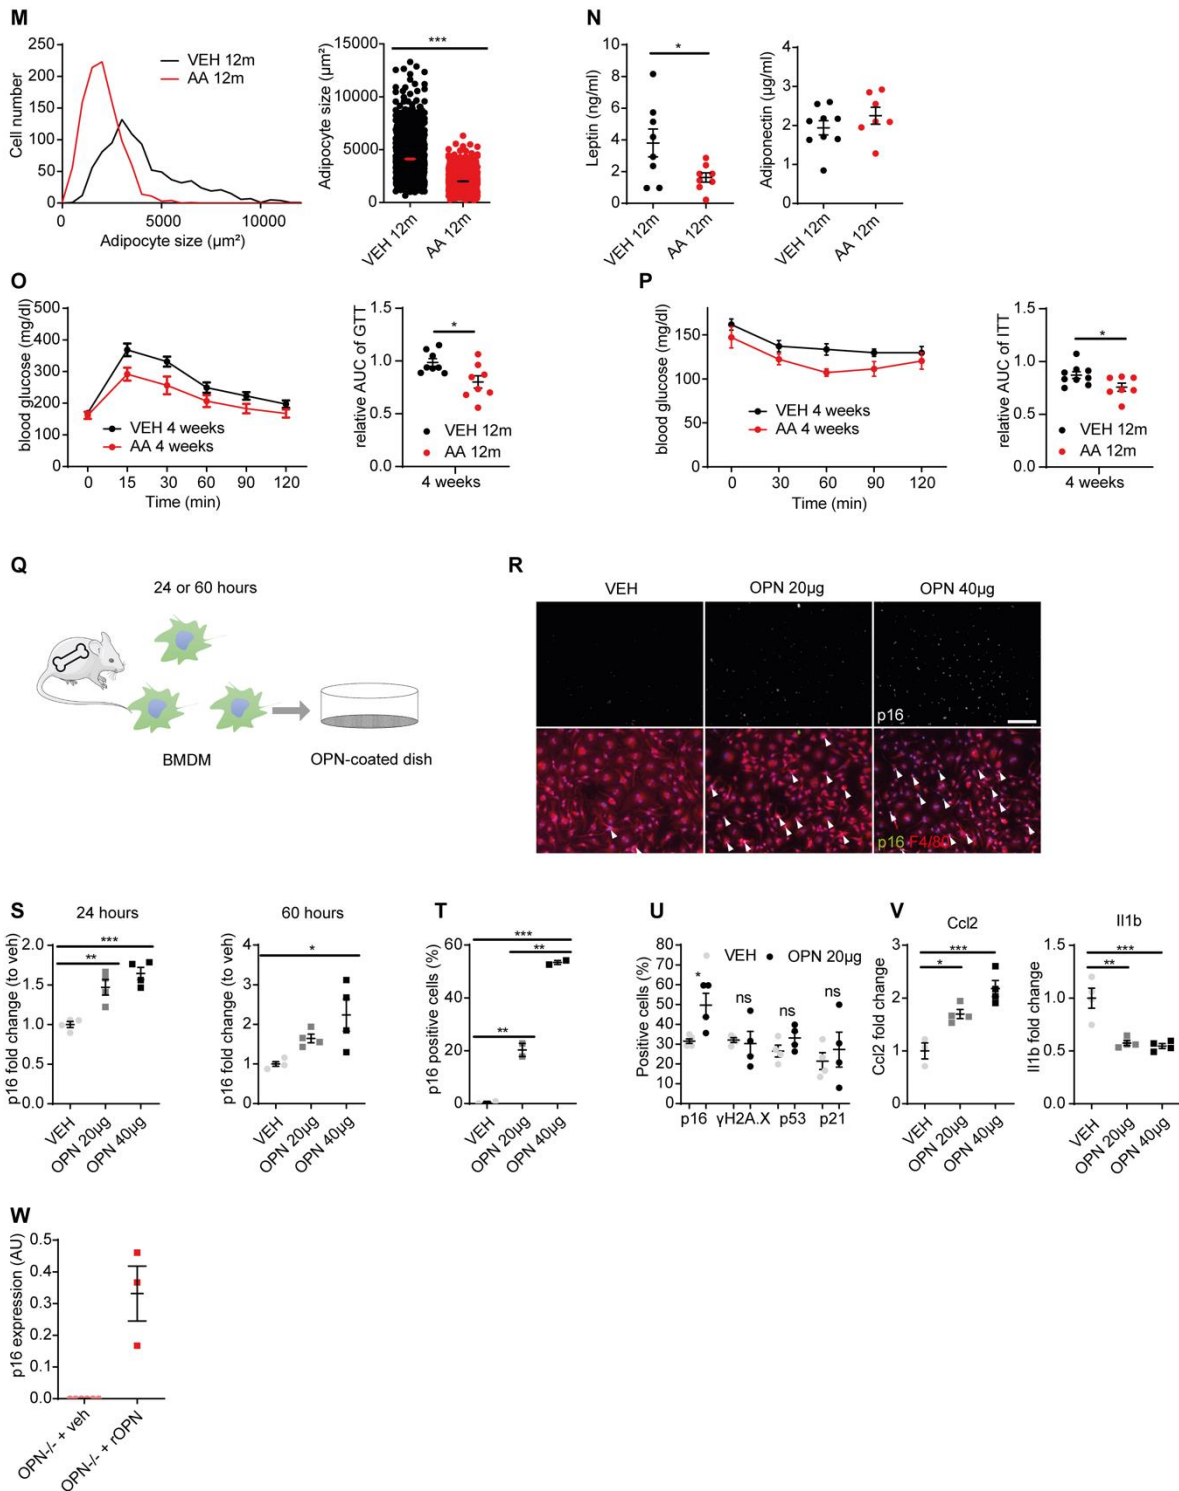 M
Cell number
250
200
150
100
50
0
0
5000
10000
Adipocyte size (µm²)
VEH 12m
AA 12m
Adipocyte size (µm²)
15000
10000
5000
0
***
VEH 12m
AA 12m
N
Leptin (ng/ml)
10
8
6
4
2
0
*
VEH 12m
AA 12m
Adiponectin (µg/ml)
4
3
2
1
0
VEH 12m
AA 12m
O
blood glucose (mg/dl)
500
400
300
200
100
0
VEH 4 weeks
AA 4 weeks
0 15 30 60 90 120
Time (min)
relative AUC of GTT
1.5
1.0
0.5
0.0
*
VEH 12m
AA 12m
4 weeks
P
blood glucose (mg/dl)
150
100
50
0
VEH 4 weeks
AA 4 weeks
0 30 60 90 120
Time (min)
relative AUC of ITT
1.5
1.0
0.5
0.0
*
VEH 12m
AA 12m
4 weeks
Q
24 or 60 hours
BMDM
OPN-coated dish
R
VEH
OPN 20µg
OPN 40µg
p16
p16 F4/80
S
24 hours
p16 fold change (to veh)
2.0
1.5
1.0
0.5
0.0
***
**
VEH
OPN 20µg
OPN 40µg
60 hours
p16 fold change (to veh)
4
3
2
1
0
*
VEH
OPN 20µg
OPN 40µg
T
p16 positive cells (%)
60
40
20
0
***
**
**
VEH
OPN 20µg
OPN 40µg
U
Positive cells (%)
80
70
60
50
40
30
20
10
0
VEH
OPN 20µg
*
ns
ns
ns
p16 γH2A.X p53 p21
V
Ccl2
Ccl2 fold change
3
2
1
0
***
*
VEH
OPN 20µg
OPN 40µg
Il1b
Il1b fold change
1.5
1.0
0.5
0.0
***
**
VEH
OPN 20µg
OPN 40µg
W
p16 expression (AU)
0.5
0.4
0.3
0.2
0.1
0.0
OPN-/- + veh
OPN-/- + rOPN